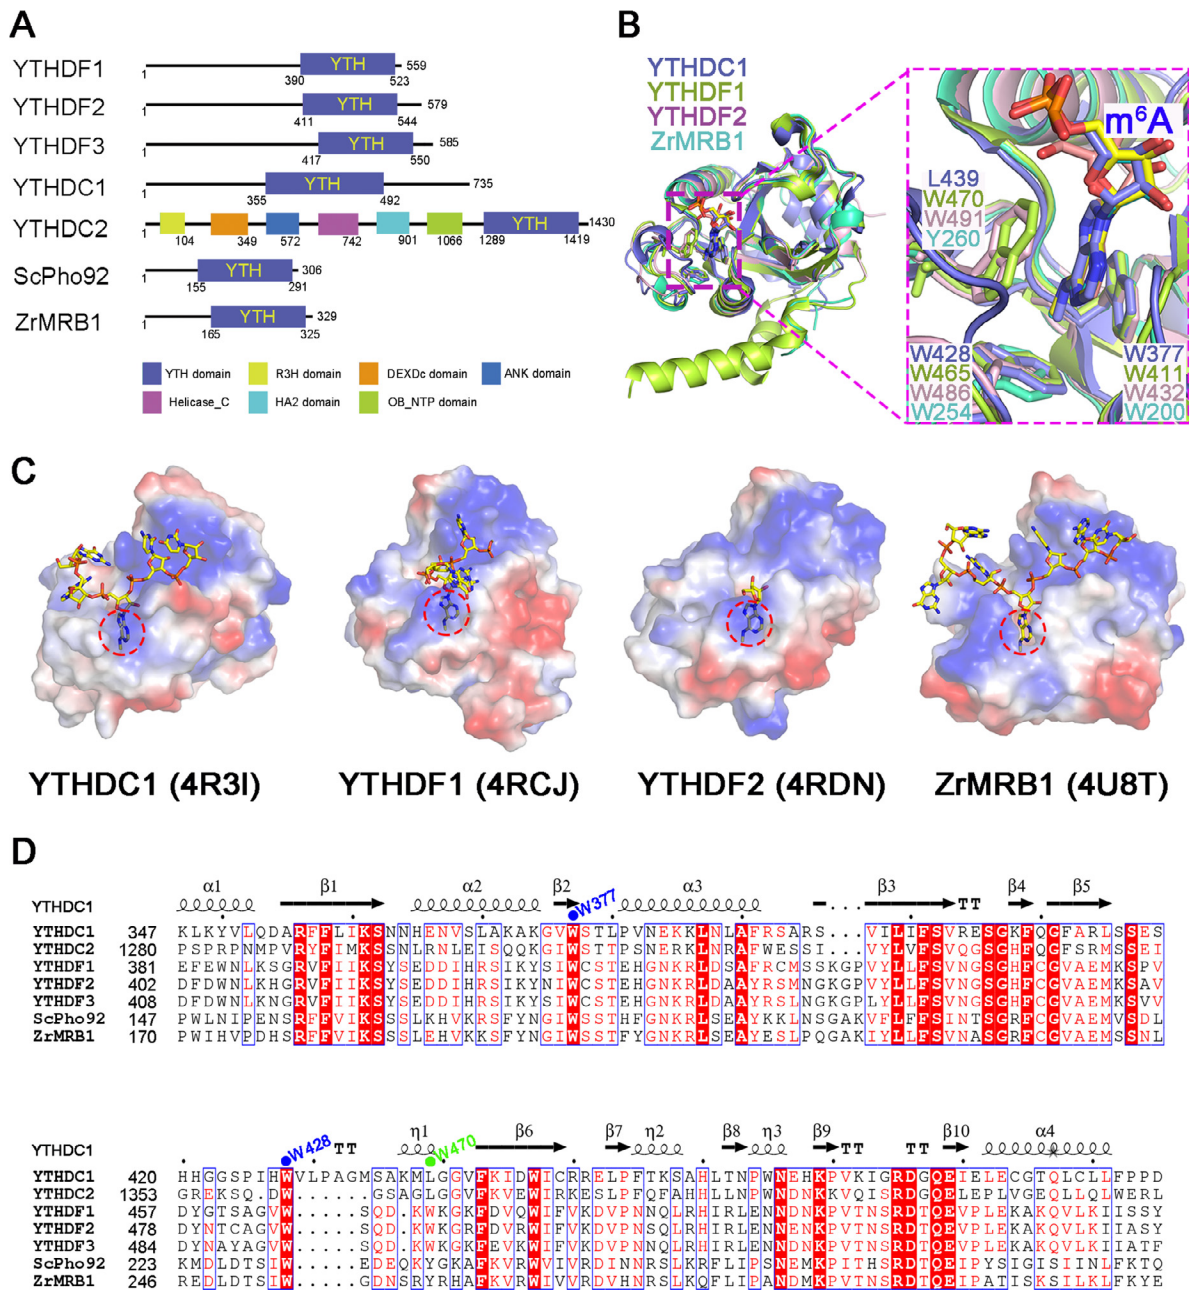 A
YTHDF1 1 YTH 390 523 559
YTHDF2 1 YTH 411 544 579
YTHDF3 1 YTH 417 550 585
YTHDC1 1 YTH 355 492 735
YTHDC2 1 104 349 572 742 901 1066 1289 YTH 1419 1430
ScPho92 1 YTH 155 291 306
ZrMRB1 1 YTH 165 325 329
YTH domain R3H domain DEXDc domain ANK domain
Helicase_C HA2 domain OB_NTP domain
B
YTHDC1
YTHDF1
YTHDF2
ZrMRB1
m⁶A
L439
W470
W491
Y260
W428
W465
W486
W254
W377
W411
W432
W200
C
YTHDC1 (4R3I) YTHDF1 (4RCJ) YTHDF2 (4RDN) ZrMRB1 (4U8T)
D
α1 β1 α2 β2 α3 β3 β4 β5
YTHDC1 W377 ... TT
YTHDC1 347 KLKYVLQDARFFLIKSNNHENVSLAKAKGVWSTLPVNEKKLNLAFRSARS...VILIFSVRESGKFQGFARLSSES
YTHDC2 1280 PSPRPNMPVRYFIMKSSNLRNLEISQQKGIWSTTPSNERKLNRAFWESSI...VYLVFSVQGSGHFQGFSRMSSEI
YTHDF1 381 EFEWNLKSGRVFIIKSYSEDDIHRSIKYSIWCSTEHGNKRLDSAFRCMSSKGPVYLLFSVNGSGHFCGVAEMKSPV
YTHDF2 402 DFDWNLKHGRVFIIKSYSEDDIHRSIKYNIWCSTEHGNKRLDAAYRSMNGKGPVYLLFSVNGSGHFCGVAEMKSAV
YTHDF3 408 DFDWNLKNGRVFIIKSYSEDDIHRSIKYSIWCSTEHGNKRLDAAYRSLNGKGPLYLLFSVNGSGHFCGVAEMKSVV
ScPho92 147 PWLNIPENSRFFVIKSSSLKHVKRSFYNGIWSSTHFGNKRLSEAYKKLNSGAKVFLFFSINTSGRFCGVAEMVSDL
ZrMRB1 170 PWIHVPDHSRFFVIKSSSLEHVKKSFYNGIWSSTFYGNKRLSEAYESLPQGAKIYLLFSVNASGRFCGVAEMSSNL
η1 β6 β7 η2 β8 η3 β9 β10 α4
YTHDC1 W428 TT W470 TT TT
YTHDC1 420 HHGGSPIHWVLPAGMSAKMLGGVFKIDWICRRELPFTKSAHLTNPWNEHKPVKIGRDGQEIELECGTQLCLLFPPD
YTHDC2 1353 GREKSQ.DW......GSAGLGGVFKVEWIRKESLPFQFAHHLLNPWNDNKKVQISRDGQELEPLVGEQLLQLWERL
YTHDF1 457 DYGTSAGVW......SQD.KWKGKFDVQWIFVKDVPNNQLRHIRLENNDNKPVTNSRDTQEVPLEKAKQVLKIISSY
YTHDF2 478 DYNTCAGVW......SQD.KWKGRFDVRWIFVKDVPNSQLRHIRLENNENKPVTNSRDTQEVPLEKAKQVLKIIASY
YTHDF3 484 DYNAYAGVW......SQD.KWKGKFEVKWIFVKDVPNNQLRHIRLENNDNKPVTNSRDTQEVPLEKAKQVLKIIATF
ScPho92 223 KMDLDTSIW......EDEQKYGKAFKVRWVIVRDINNRSLKRFLIPSNEMKPITHSRDTQEIPYSIGISIINLFKTQ
ZrMRB1 246 REDLDTSIW......GDNSRYRHAFKVRWIVVRDVHNRSLKQFLIPANDMKPITNSRDTQEIPATISKSILKLFKYE